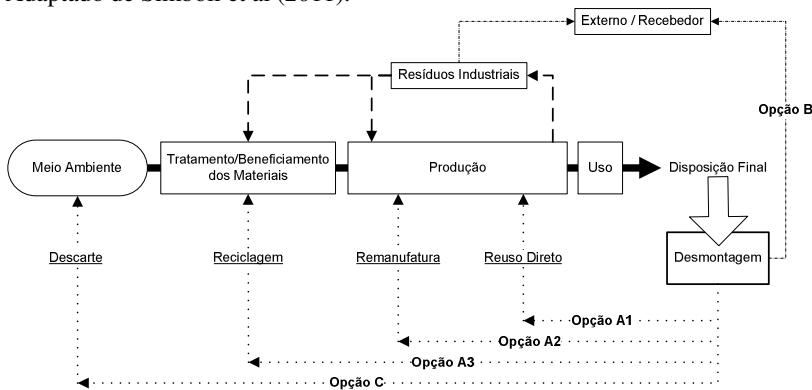 Adaptado de Simboli et al (2011).
Externo / Recebedor
Resíduos Industriais
Opção B
Meio Ambiente
Tratamento/Beneficiamento
dos Materiais
Produção
Uso
Disposição Final
Descarte
Reciclagem
Remanufatura
Reuso Direto
Desmontagem
Opção A1
Opção A2
Opção A3
Opção C